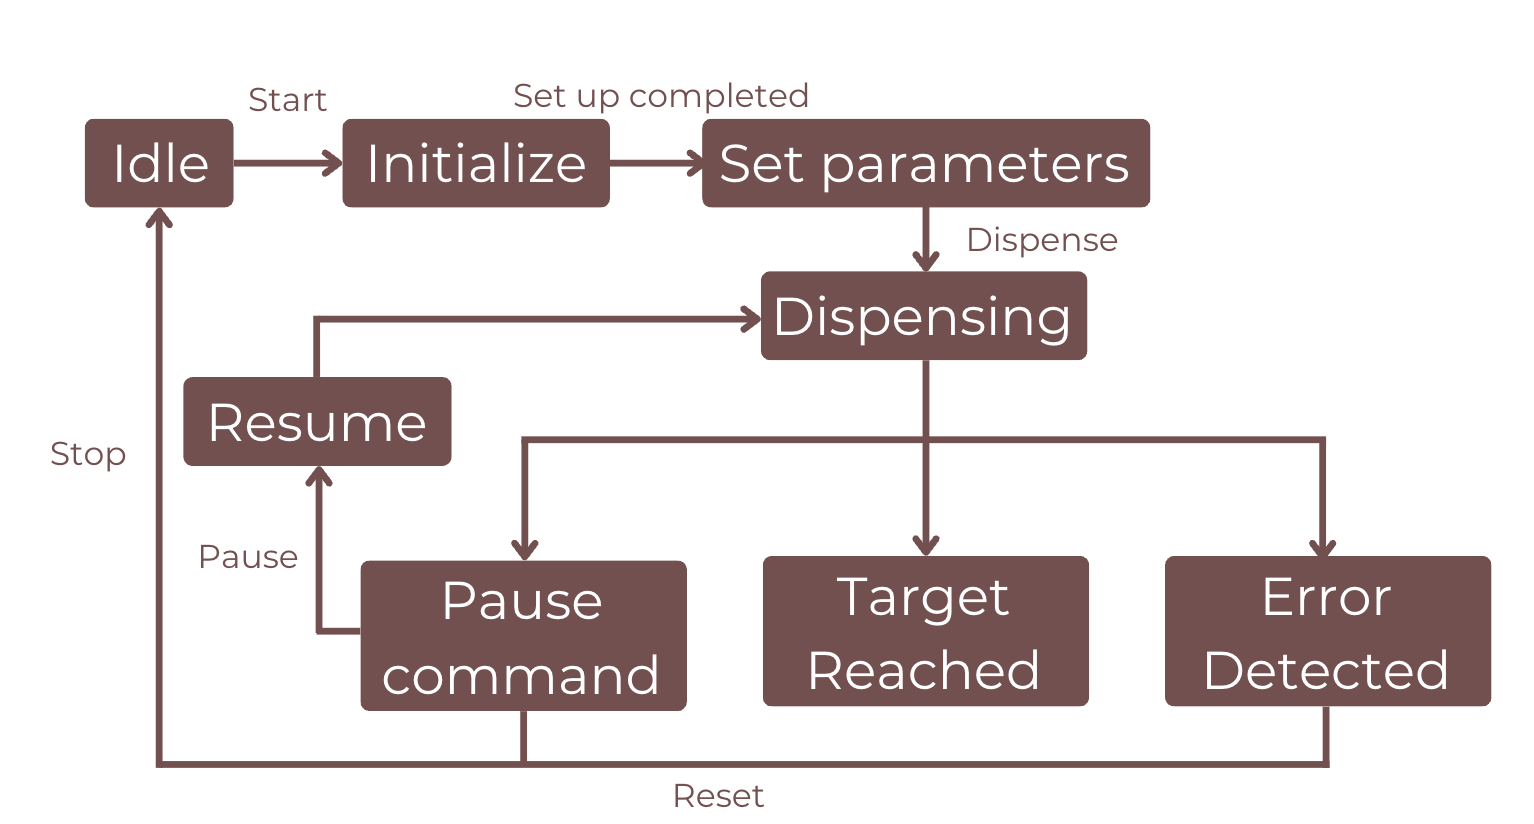 Start
Set up completed
Idle
Initialize
Set parameters
Dispense
Dispensing
Resume
Stop
Pause
Pause
command
Target
Reached
Error
Detected
Reset